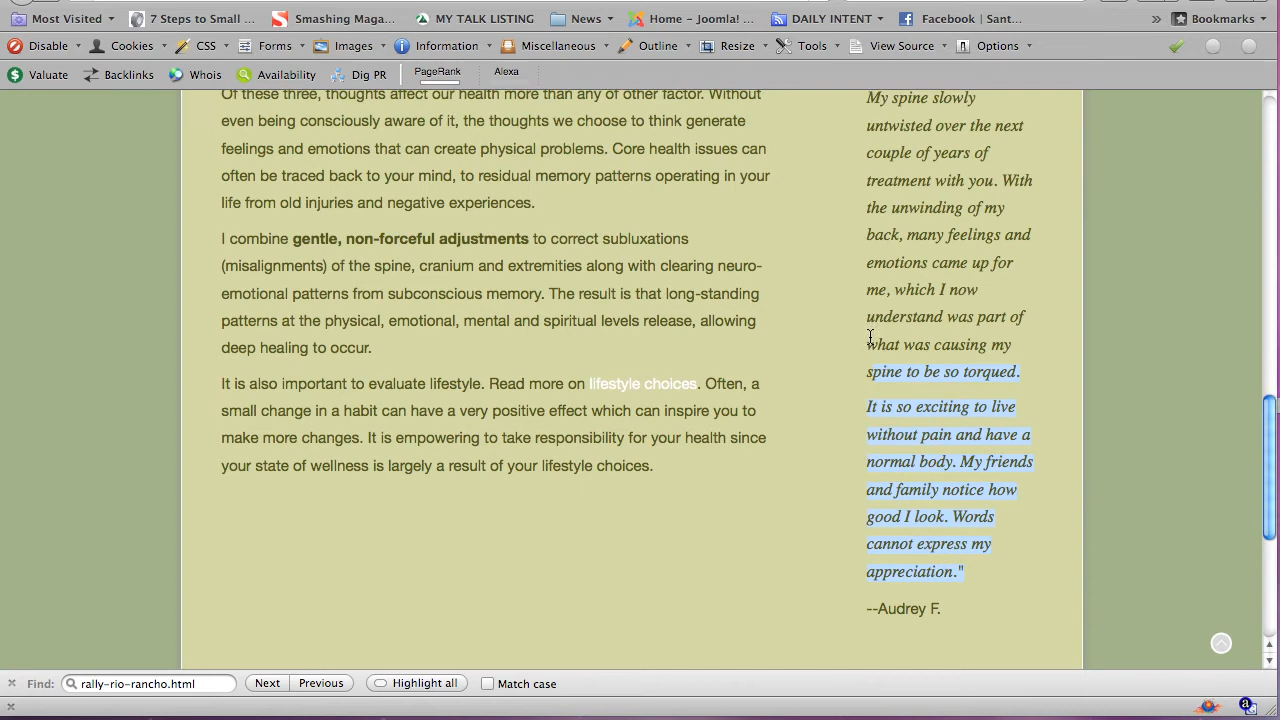 Most Visited 7 Steps to Small ... Smashing Maga... MY TALK LISTING News Home - Joomla! ... DAILY INTENT Facebook | Sant... » Bookmarks
Disable Cookies CSS Forms Images Information Miscellaneous Outline Resize Tools View Source Options
Valuate Backlinks Whois Availability Dig PR PageRank Alexa
Of these three, thoughts affect our health more than any of other factor. Without
even being consciously aware of it, the thoughts we choose to think generate
feelings and emotions that can create physical problems. Core health issues can
often be traced back to your mind, to residual memory patterns operating in your
life from old injuries and negative experiences.
I combine gentle, non-forceful adjustments to correct subluxations
(misalignments) of the spine, cranium and extremities along with clearing neuro-
emotional patterns from subconscious memory. The result is that long-standing
patterns at the physical, emotional, mental and spiritual levels release, allowing
deep healing to occur.
It is also important to evaluate lifestyle. Read more on lifestyle choices. Often, a
small change in a habit can have a very positive effect which can inspire you to
make more changes. It is empowering to take responsibility for your health since
your state of wellness is largely a result of your lifestyle choices.
My spine slowly
untwisted over the next
couple of years of
treatment with you. With
the unwinding of my
back, many feelings and
emotions came up for
me, which I now
understand was part of
what was causing my
spine to be so torqued.
It is so exciting to live
without pain and have a
normal body. My friends
and family notice how
good I look. Words
cannot express my
appreciation."
--Audrey F.
Find: rally-rio-rancho.html Next Previous Highlight all Match case